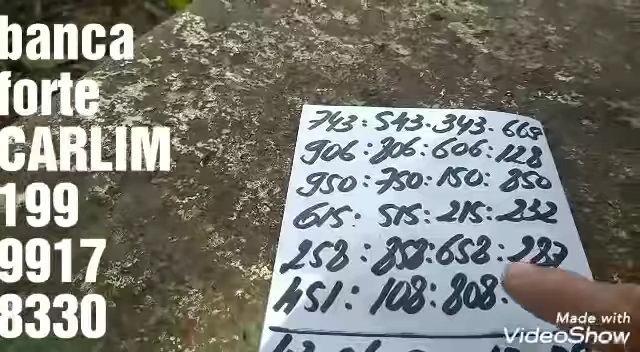 banca
forte
CARLIM
199
9917
8330
743:543.343.669
906:806:606:128
950:750:150:850
615: 515:215:232
258:858:658:287
451:108:808:
Made with
VideoShow